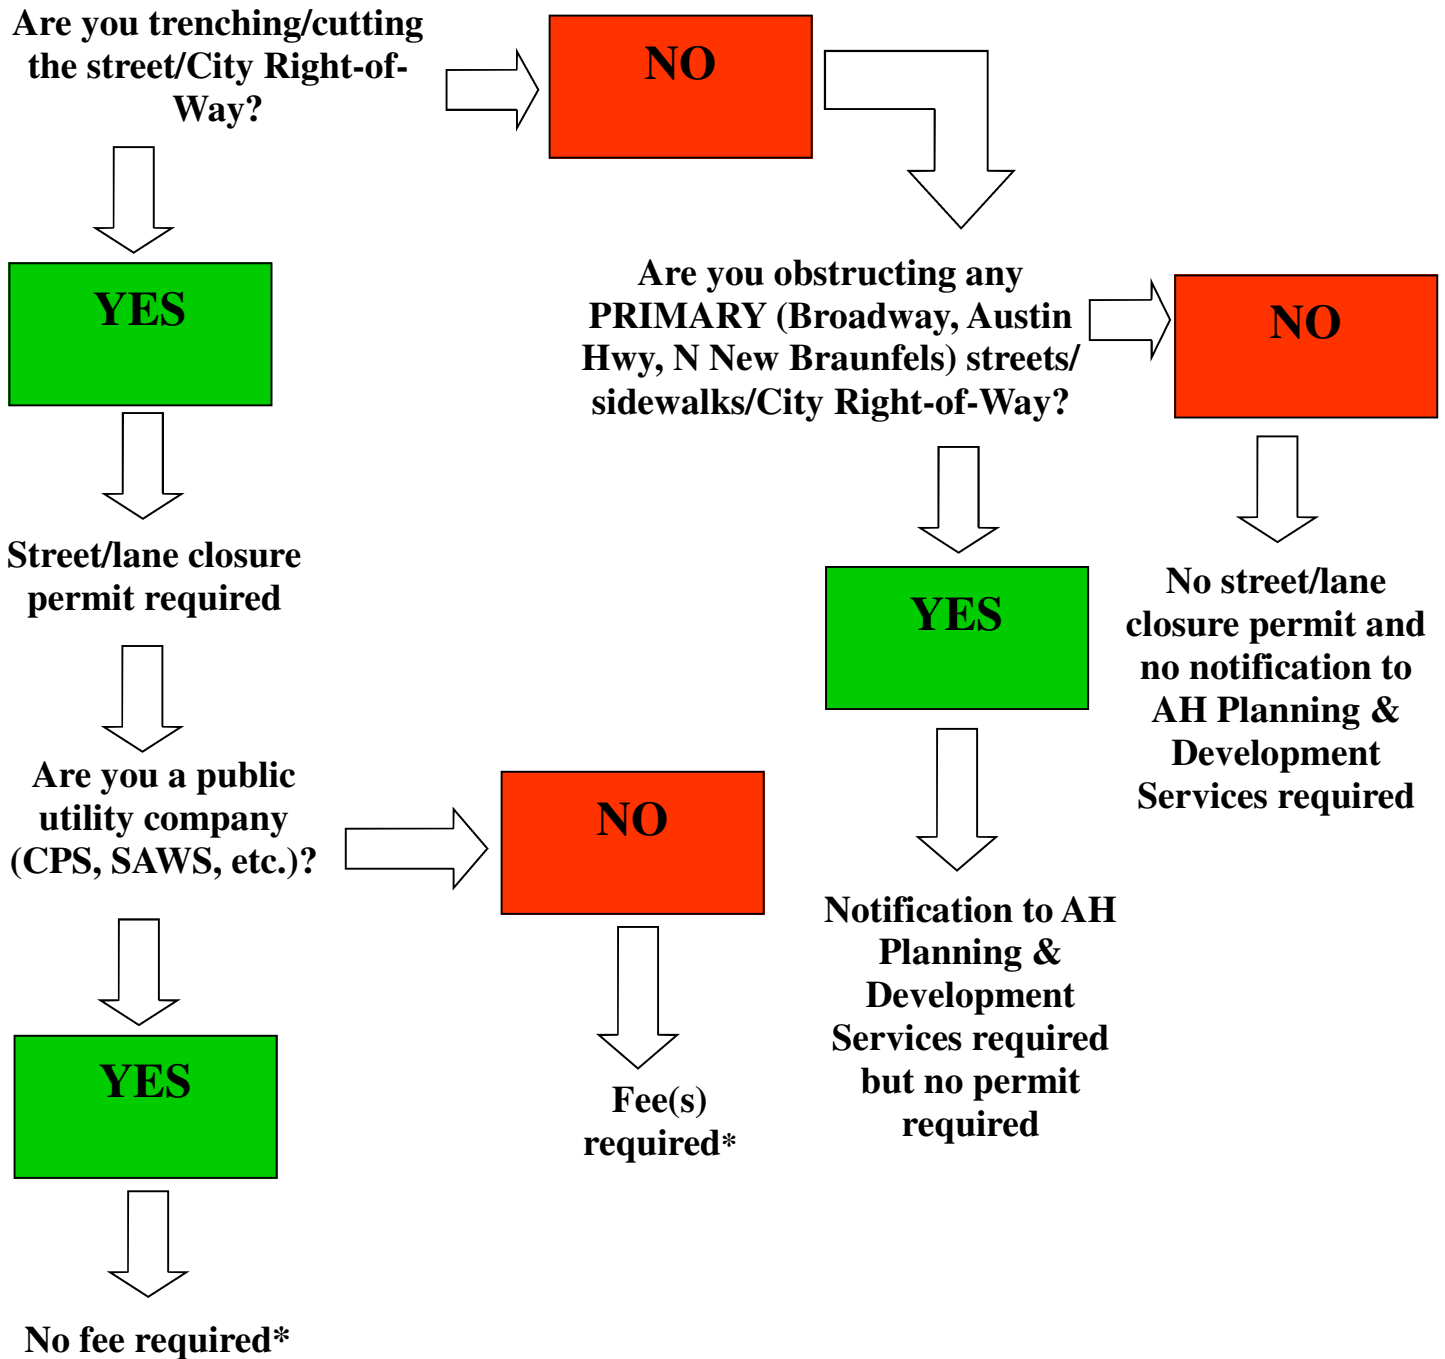 Are you trenching/cutting
the street/City Right-of-
Way?
NO
YES
Are you obstructing any
PRIMARY (Broadway, Austin
Hwy, N New Braunfels) streets/
sidewalks/City Right-of-Way?
NO
Street/lane closure
permit required
YES
No street/lane
closure permit and
no notification to
AH Planning &
Development
Services required
Are you a public
utility company
(CPS, SAWS, etc.)?
NO
Notification to AH
Planning &
Development
Services required
but no permit
required
YES
Fee(s)
required*
No fee required*